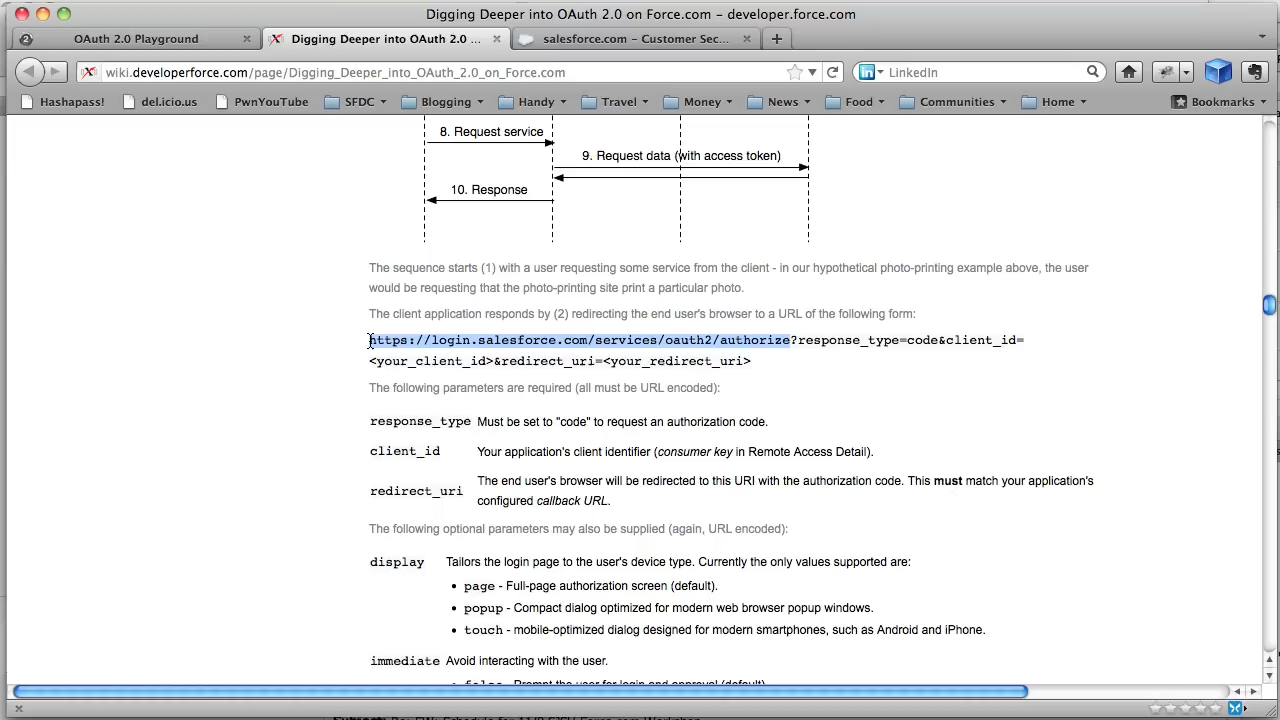 Digging Deeper into OAuth 2.0 on Force.com – developer.force.com
OAuth 2.0 Playground
Digging Deeper into OAuth 2.0 ...
salesforce.com – Customer Sec...
wiki.developerforce.com/page/Digging_Deeper_into_OAuth_2.0_on_Force.com
LinkedIn
Hashapass! del.icio.us PwnYouTube SFDC Blogging Handy Travel Money News Food Communities Home Bookmarks
8. Request service
9. Request data (with access token)
10. Response
The sequence starts (1) with a user requesting some service from the client - in our hypothetical photo-printing example above, the user
would be requesting that the photo-printing site print a particular photo.
The client application responds by (2) redirecting the end user's browser to a URL of the following form:
https://login.salesforce.com/services/oauth2/authorize?response_type=code&client_id=
<your_client_id>&redirect_uri=<your_redirect_uri>
The following parameters are required (all must be URL encoded):
response_type Must be set to "code" to request an authorization code.
client_id Your application's client identifier (consumer key in Remote Access Detail).
redirect_uri The end user's browser will be redirected to this URI with the authorization code. This must match your application's
configured callback URL.
The following optional parameters may also be supplied (again, URL encoded):
display Tailors the login page to the user's device type. Currently the only values supported are:
• page - Full-page authorization screen (default).
• popup - Compact dialog optimized for modern web browser popup windows.
• touch - mobile-optimized dialog designed for modern smartphones, such as Android and iPhone.
immediate Avoid interacting with the user.
• false - Prompt the user for login and approval (default).